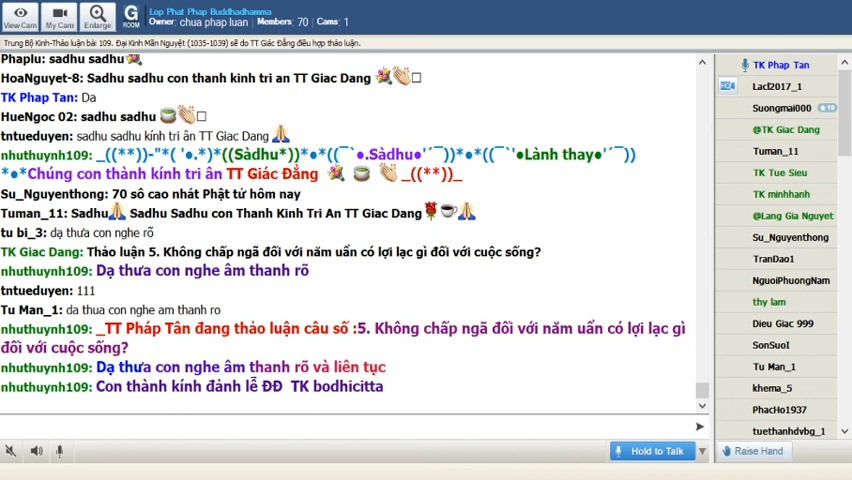 View Cam
My Cam
Enlarge
G
ROOM
Lop Phat Phap Buddhadhamma
Owner: chua phap luan Members: 70 Cams: 1
Trung Bộ Kinh-Thảo luận bài 109. Đại Kinh Mãn Nguyệt (1035-1039) sẽ do TT Giác Đẳng điều hợp thảo luận.
Phaplu: sadhu sadhu
HoaNguyet-8: Sadhu sadhu con thanh kinh tri an TT Giac Dang
TK Phap Tan: Da
HueNgoc 02: sadhu sadhu
tntueduyen: sadhu sadhu kính tri ân TT Giac Dang
nhuthuynh109: _((**))-"*( '●.*)*((Sàdhu*))*●*((¯`●.Sàdhu●'´¯))*●*((¯`'●Lành thay●'´¯))
*●*Chúng con thành kính tri ân TT Giác Đẳng _((**))_
Su_Nguyenthong: 70 số cao nhát Phật tử hôm nay
Tuman_11: Sadhu Sadhu Sadhu con Thanh Kinh Tri An TT Giac Dang
tu bi_3: dạ thưa con nghe rõ
TK Giac Dang: Thảo luận 5. Không chấp ngã đối với năm uẩn có lợi lạc gì đối với cuộc sống?
nhuthuynh109: Dạ thưa con nghe âm thanh rõ
tntueduyen: 111
Tu Man_1: da thua con nghe am thanh ro
nhuthuynh109: _TT Pháp Tân đang thảo luận câu số :5. Không chấp ngã đối với năm uẩn có lợi lạc gì
đối với cuộc sống?
nhuthuynh109: Dạ thưa con nghe âm thanh rõ và liên tục
nhuthuynh109: Con thành kính đảnh lễ ĐĐ TK bodhicitta
Hold to Talk
TK Phap Tan
Lacl2017_1
Suongmai000
10
@TK Giac Dang
Tuman_11
TK Tue Sieu
TK minhhanh
@Lang Gia Nguyet
Su_Nguyenthong
TranDao1
NguoiPhuongNam
thy lam
Dieu Giac 999
SonSuoI
Tu Man_1
khema_5
PhacHo1937
tuethanhdvbg_1
Raise Hand